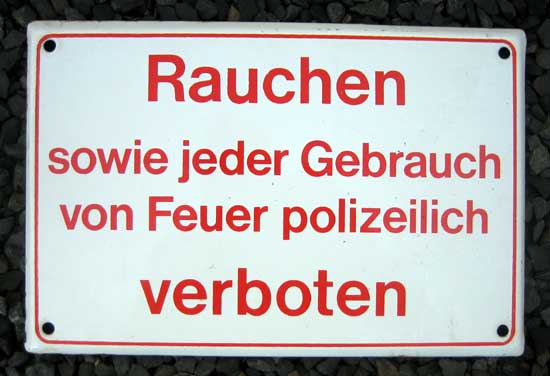 Rauchen
sowie jeder Gebrauch
von Feuer polizeilich
verboten